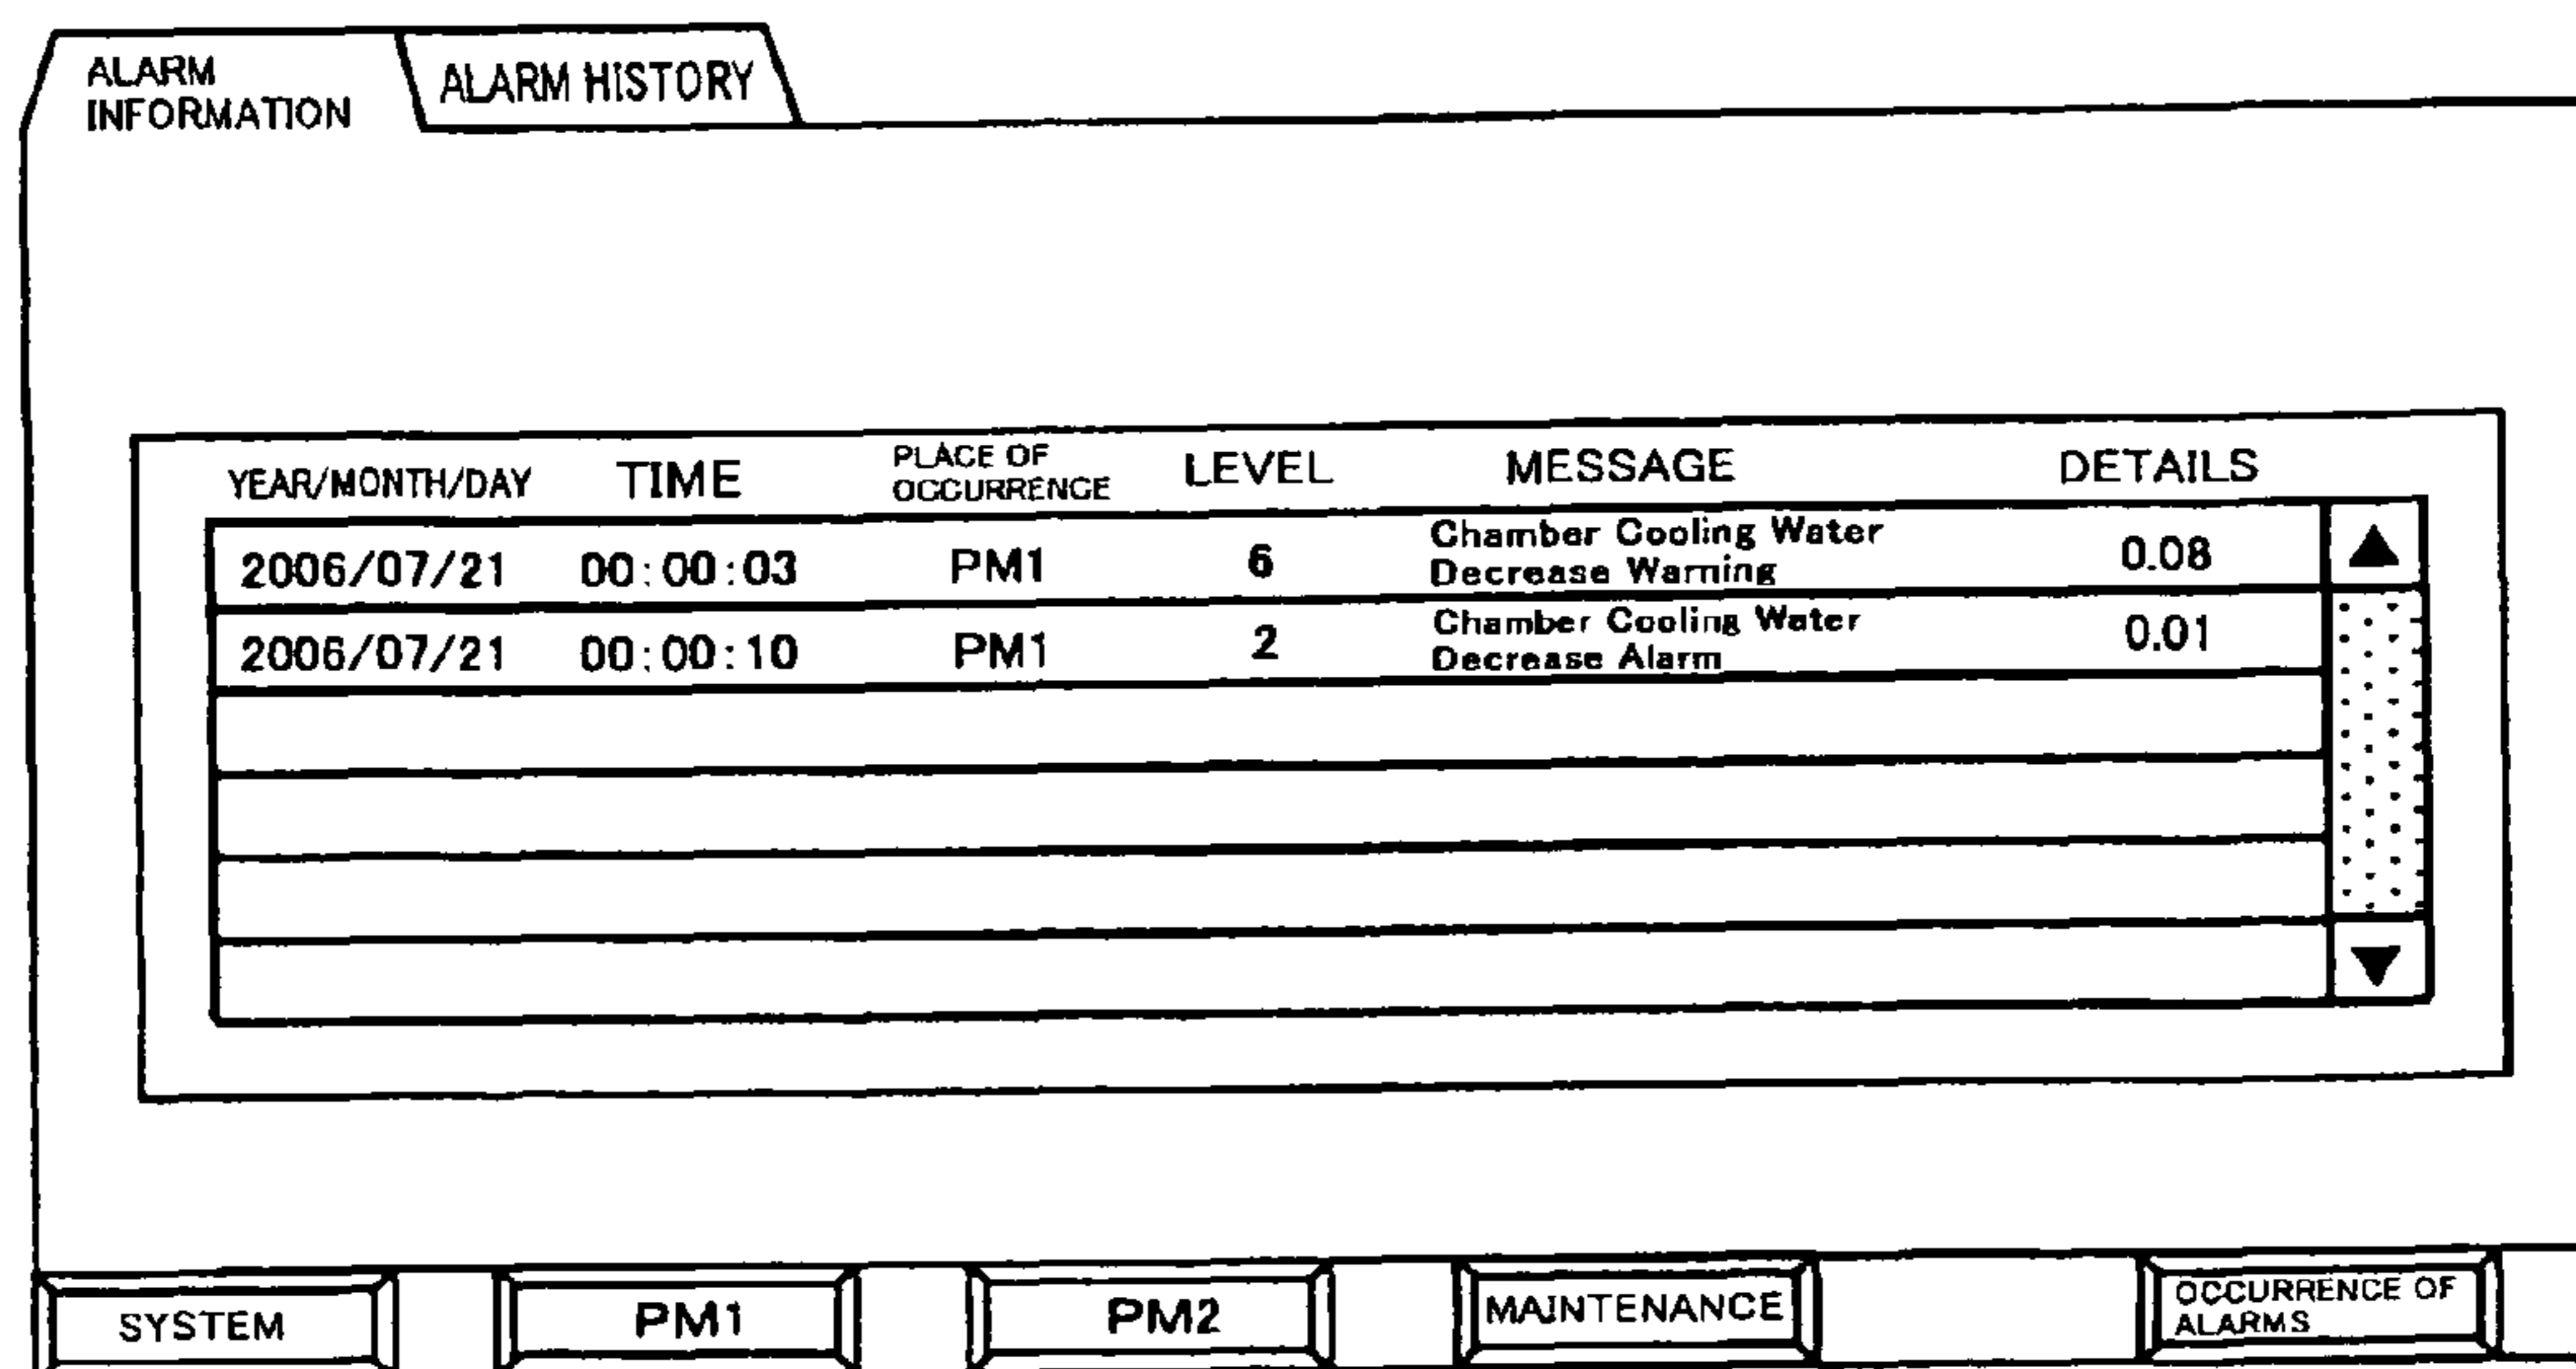 ALARM
INFORMATION
ALARM HISTORY
YEAR/MONTH/DAY TIME PLACE OF OCCURRENCE LEVEL MESSAGE DETAILS
2006/07/21 00:00:03 PM1 6 Chamber Cooling Water
Decrease Warning 0.08
2006/07/21 00:00:10 PM1 2 Chamber Cooling Water
Decrease Alarm 0.01
SYSTEM PM1 PM2 MAINTENANCE OCCURRENCE OF
ALARMS